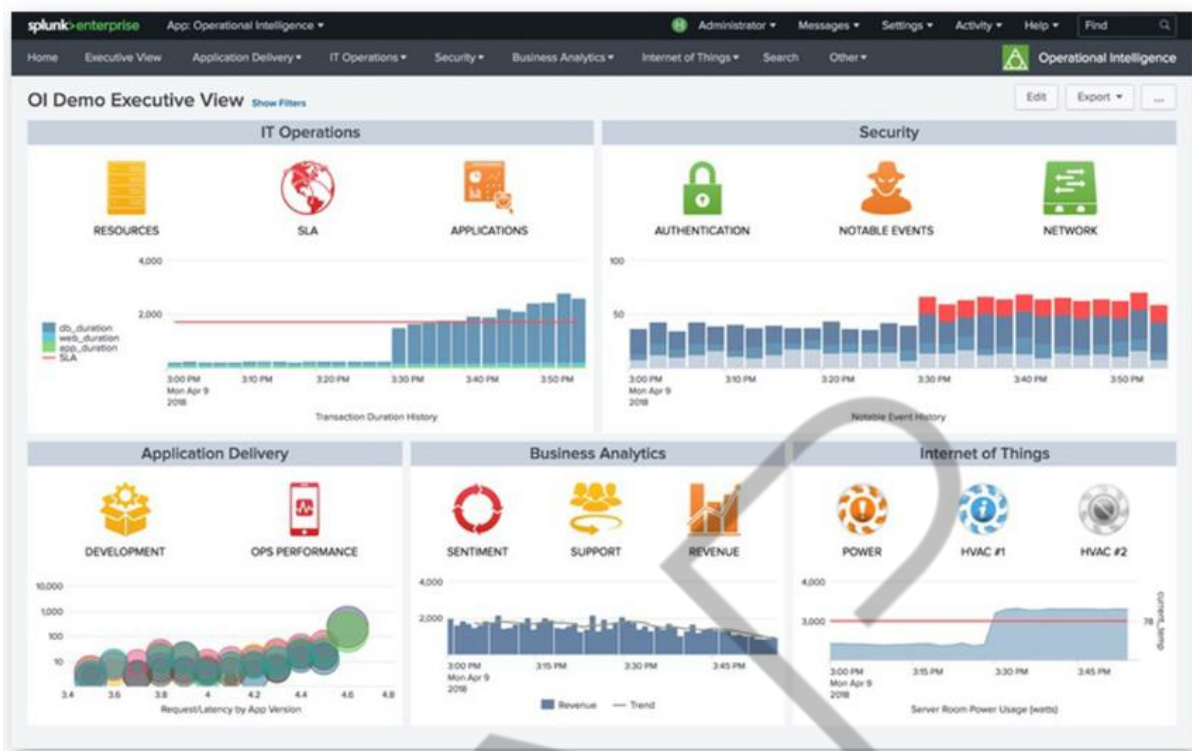 splunk>enterprise App: Operational Intelligence H Administrator Messages Settings Activity Help Find
Home Executive View Application Delivery IT Operations Security Business Analytics Internet of Things Search Other Operational Intelligence
OI Demo Executive View Show Filters Edit Export ...
IT Operations
RESOURCES SLA APPLICATIONS
4,000
2,000
db_duration
web_duration
app_duration
SLA
3:00 PM 3:10 PM 3:20 PM 3:30 PM 3:40 PM 3:50 PM
Mon Apr 9
2018
Transaction Duration History
Security
AUTHENTICATION NOTABLE EVENTS NETWORK
100
50
3:00 PM 3:10 PM 3:20 PM 3:30 PM 3:40 PM 3:50 PM
Mon Apr 9
2018
Notable Event History
Application Delivery
DEVELOPMENT OPS PERFORMANCE
10,000
1,000
100
10
3.4 3.6 3.8 4 4.2 4.4 4.6 4.8
Request/Latency by App Version
Business Analytics
SENTIMENT SUPPORT REVENUE
4,000
2,000
3:00 PM 3:15 PM 3:30 PM 3:45 PM
Mon Apr 9
2018
Revenue Trend
Internet of Things
POWER HVAC #1 HVAC #2
4,000
3,000
78
current_temp
3:00 PM 3:15 PM 3:30 PM 3:45 PM
Mon Apr 9
2018
Server Room Power Usage (watts)